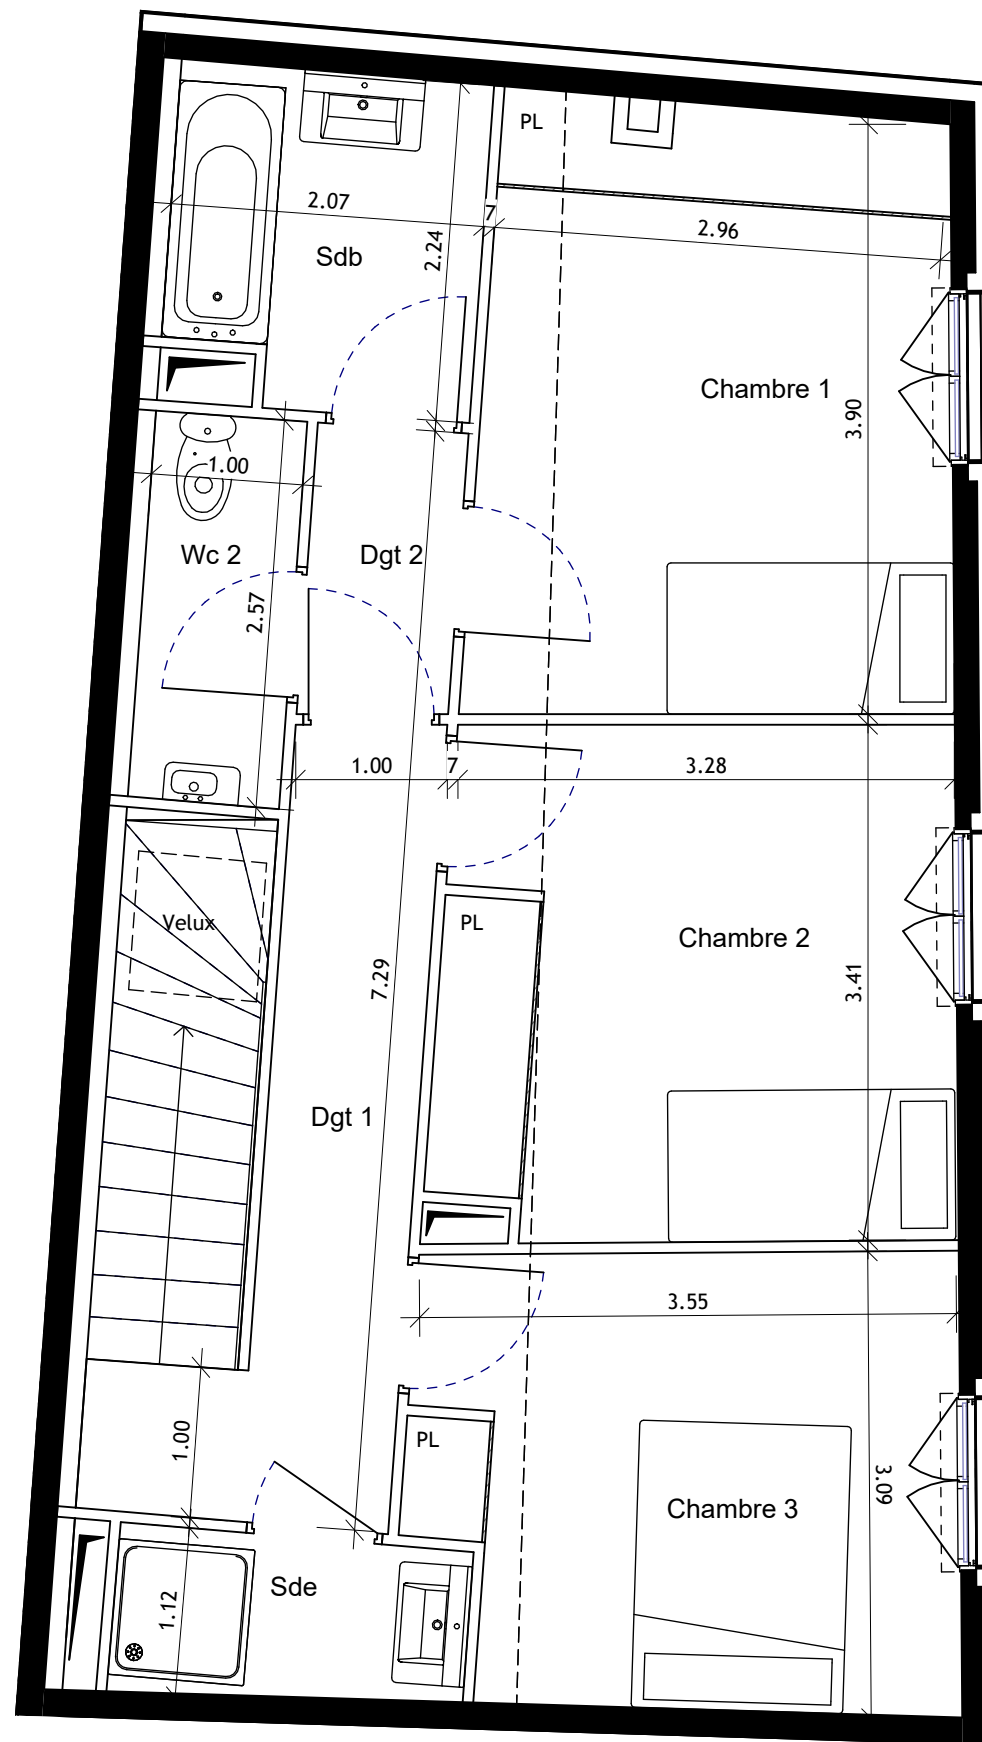 PL
2.07
7
2.96
2.24
Sdb
Chambre 1
3.90
1.00
Wc 2
Dgt 2
2.57
1.00
7
3.28
Velux
PL
Chambre 2
7.29
3.41
Dgt 1
3.55
1.00
PL
3.09
Chambre 3
Sde
1.12